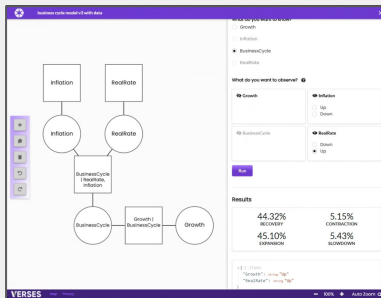 business cycle model v2 with data
What do you want to know?
Growth
Inflation
BusinessCycle
RealRate
What do you want to observe?
Growth
Inflation
Up
Down
BusinessCycle
RealRate
Down
Up
Run
Results
44.32%
RECOVERY
5.15%
CONTRACTION
45.10%
EXPANSION
5.43%
SLOWDOWN
"Growth": string "Up"
"RealRate": string "Up"
Inflation
RealRate
Inflation
RealRate
BusinessCycle
| RealRate,
Inflation
BusinessCycle
Growth |
BusinessCycle
Growth
VERSES
100%
Auto Zoom